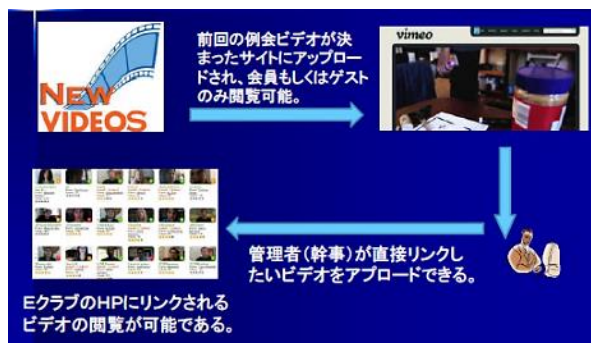 NEW
VIDEOS
前回の例会ビデオが決
まったサイトにアップロー
ドされ、会員もしくはゲスト
のみ閲覧可能。
vimeo
管理者(幹事)が直接リンクし
たいビデオをアプロードできる。
EクラブのHPにリンクされる
ビデオの閲覧が可能である。